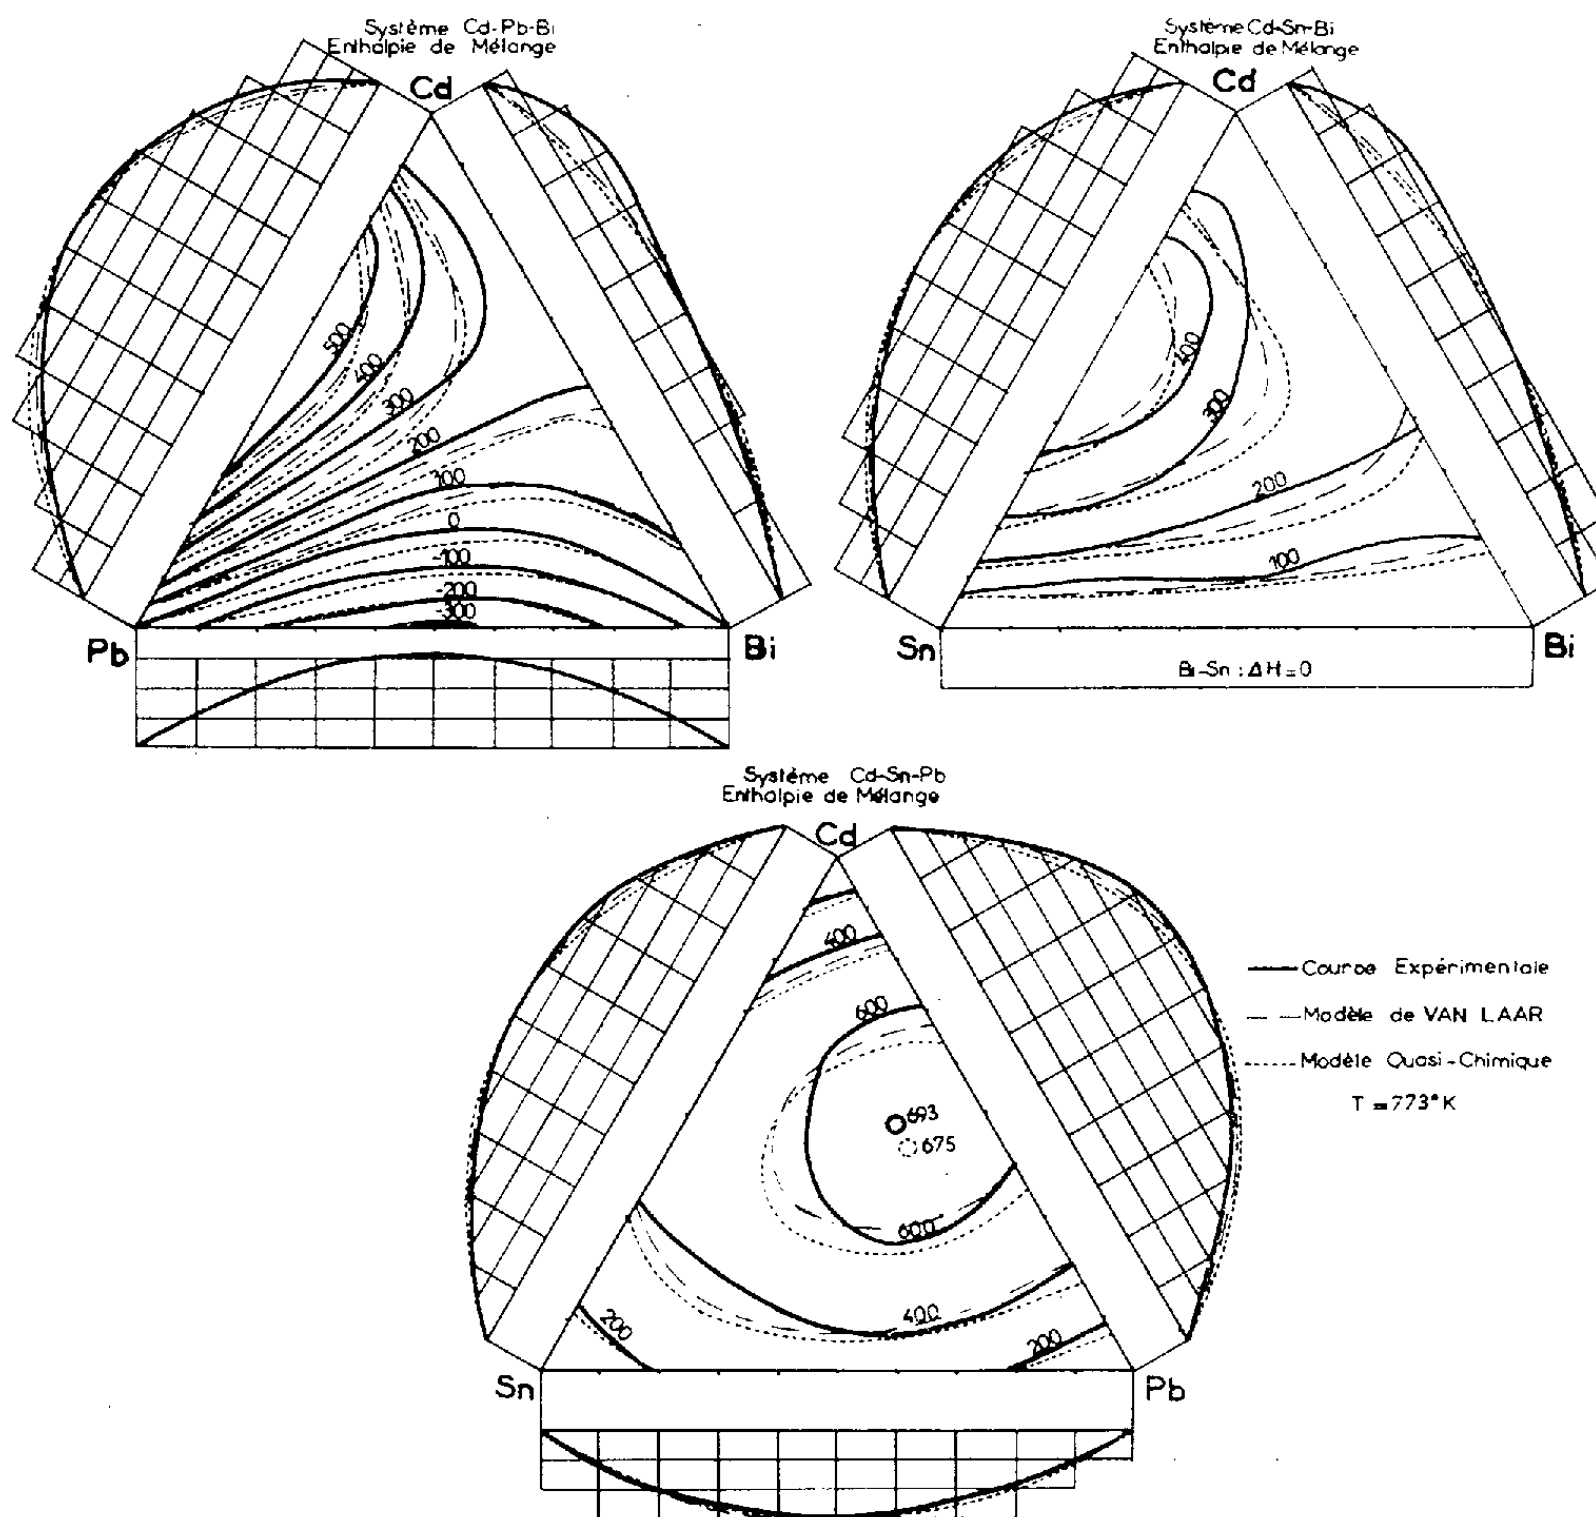 Système Cd-Pb-Bi
Enthalpie de Mélange
Cd
500
400
300
200
100
0
-100
-200
-300
Pb
Bi
Système Cd-Sn-Bi
Enthalpie de Mélange
Cd
400
300
200
100
Sn
Bi
Bi-Sn : ΔH = 0
Système Cd-Sn-Pb
Enthalpie de Mélange
Cd
400
600
693
675
600
400
200
200
Sn
Pb
Courbe Expérimentale
Modèle de VAN LAAR
Modèle Quasi-Chimique
T = 773°K